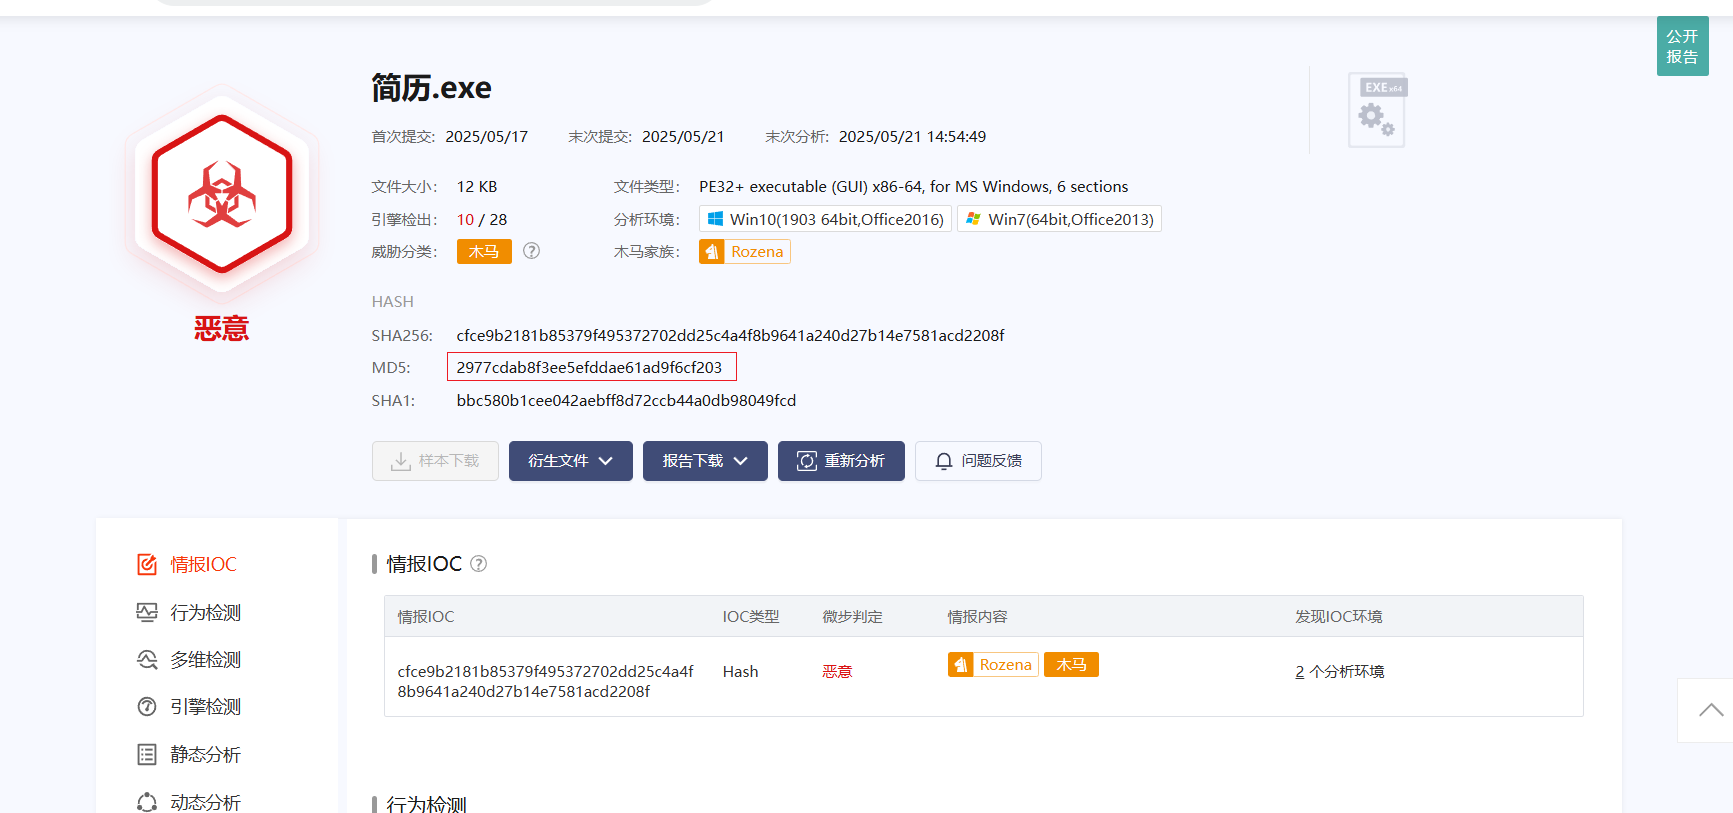 公开
报告
简历.exe
EXE x64
首次提交: 2025/05/17 末次提交: 2025/05/21 末次分析: 2025/05/21 14:54:49
文件大小: 12 KB 文件类型: PE32+ executable (GUI) x86-64, for MS Windows, 6 sections
引擎检出: 10 / 28 分析环境: Win10(1903 64bit,Office2016) Win7(64bit,Office2013)
威胁分类: 木马 ? 木马家族: Rozena
HASH
恶意
SHA256: cfce9b2181b85379f495372702dd25c4a4f8b9641a240d27b14e7581acd2208f
MD5: 2977cdab8f3ee5efddae61ad9f6cf203
SHA1: bbc580b1cee042aebff8d72ccb44a0db98049fcd
样本下载 衍生文件 报告下载 重新分析 问题反馈
情报IOC
行为检测
多维检测
引擎检测
静态分析
动态分析
情报IOC ?
情报IOC IOC类型 微步判定 情报内容 发现IOC环境
cfce9b2181b85379f495372702dd25c4a4f Hash 恶意 Rozena 木马 2 个分析环境
8b9641a240d27b14e7581acd2208f
行为检测